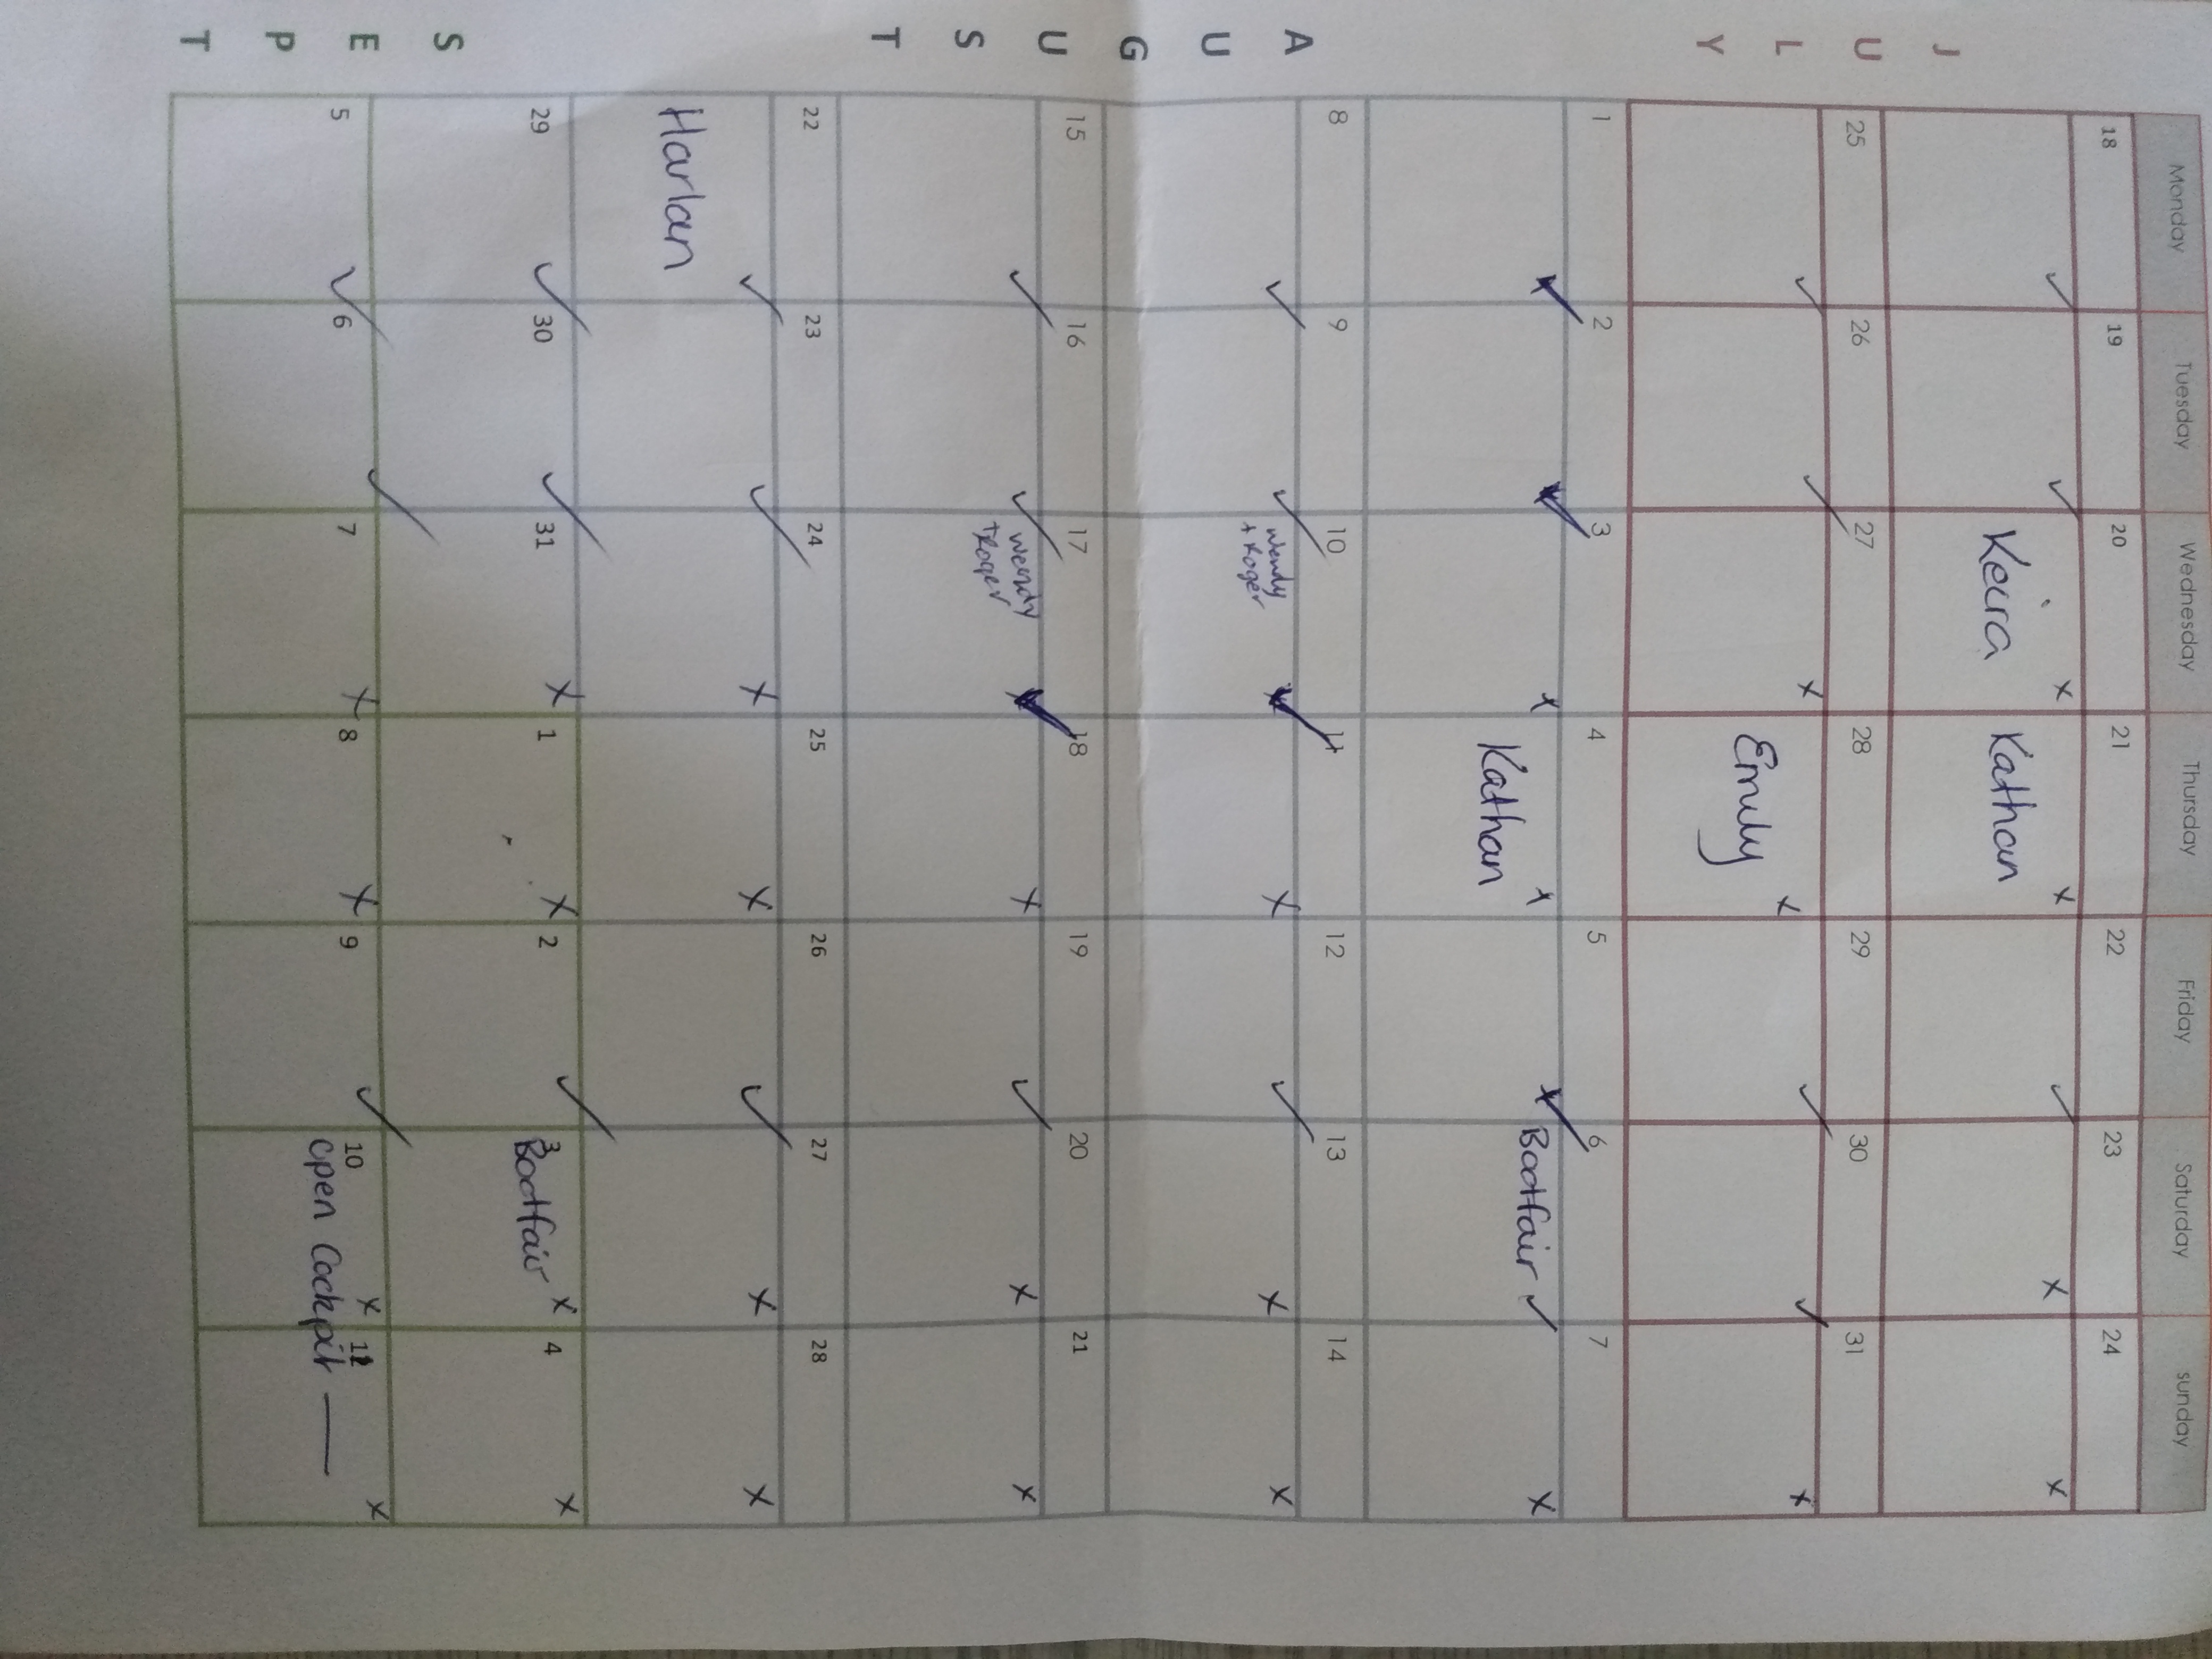 Monday Tuesday Wednesday Thursday Friday Saturday sunday
18 19 20 21 22 23 24
✓ ✓ x x ✓ x x
Keira Kathan
JULY
25 26 27 28 29 30 31
✓ ✓ x x ✓ ✓ x
Emily
1 2 3 4 5 6 7
✓ ✓ x x ✓ Bootfair ✓ x
Kathan
AUGUST
8 9 10 11 12 13 14
✓ ✓ Wendy ✓ x ✓ x x
+ Roger
15 16 17 18 19 20 21
✓ ✓ Wendy ✓ x ✓ x x
+ Roger
22 23 24 25 26 27 28
✓ ✓ x x ✓ x x
Harlan
29 30 31 1 2 3 4
✓ ✓ x x ✓ x x
Bootfair
SEPT
5 6 7 8 9 10 11
✓ ✓ x x ✓ x x
open Cockpit —